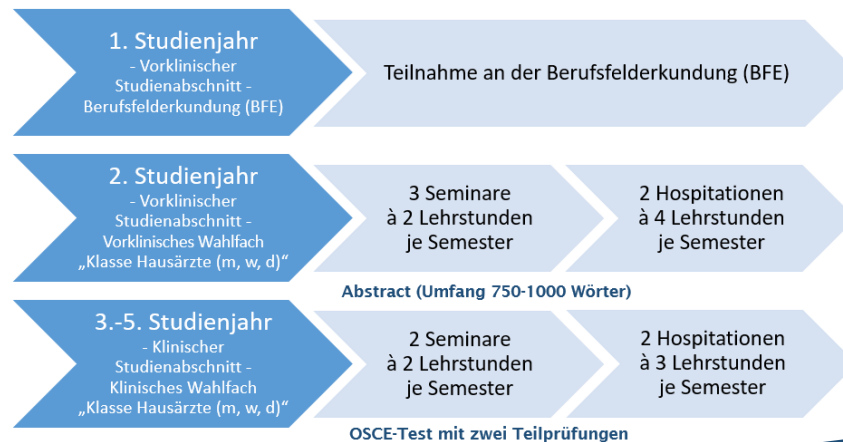 1. Studienjahr
- Vorklinischer
Studienabschnitt -
Berufsfelderkundung (BFE)
Teilnahme an der Berufsfelderkundung (BFE)
2. Studienjahr
- Vorklinischer
Studienabschnitt -
Vorklinisches Wahlfach
„Klasse Hausärzte (m, w, d)“
3 Seminare
à 2 Lehrstunden
je Semester
2 Hospitationen
à 4 Lehrstunden
je Semester
Abstract (Umfang 750-1000 Wörter)
3.-5. Studienjahr
- Klinischer
Studienabschnitt -
Klinisches Wahlfach
„Klasse Hausärzte (m, w, d)“
2 Seminare
à 2 Lehrstunden
je Semester
2 Hospitationen
à 3 Lehrstunden
je Semester
OSCE-Test mit zwei Teilprüfungen